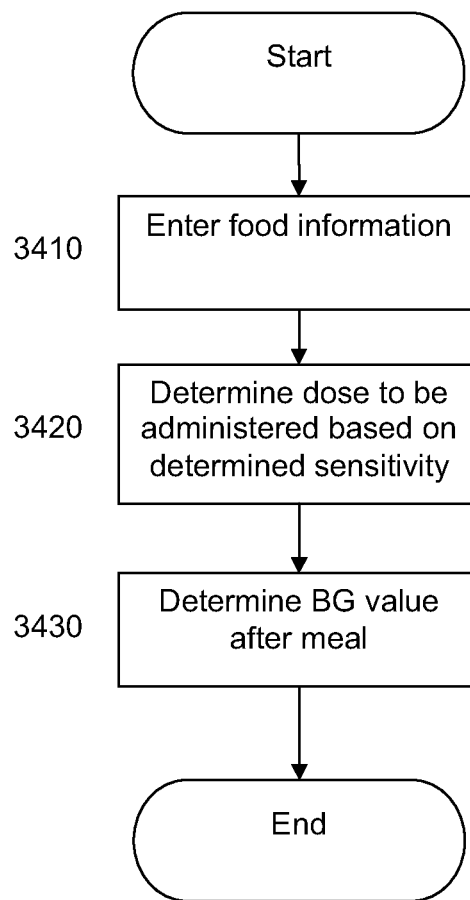 Start
3410
Enter food information
3420
Determine dose to be
administered based on
determined sensitivity
3430
Determine BG value
after meal
End